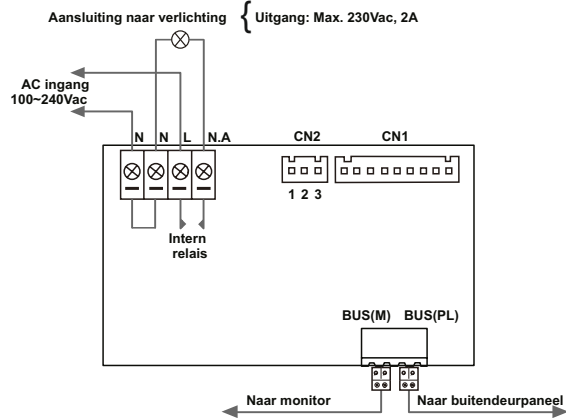 Aansluiting naar verlichting { Uitgang: Max. 230Vac, 2A
AC ingang
100~240Vac
N N L N.A
CN2 CN1
1 2 3
Intern
relais
BUS(M) BUS(PL)
Naar monitor Naar buitendeurpaneel